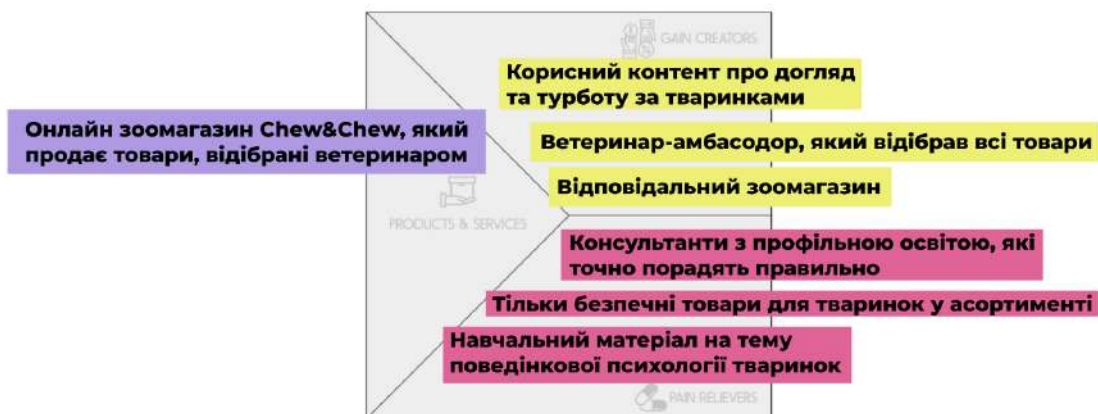 GAIN CREATORS
Корисний контент про догляд
та турботу за тваринками
Онлайн зоомагазин Chew&Chew, який
продає товари, відібрані ветеринаром
Ветеринар-амбасодор, який відібрав всі товари
Відповідальний зоомагазин
PRODUCTS & SERVICES
Консультанти з профільною освітою, які
точно порадять правильно
Тільки безпечні товари для тваринок у асортименті
Навчальний матеріал на тему
поведінкової психології тваринок
PAIN RELIEVERS